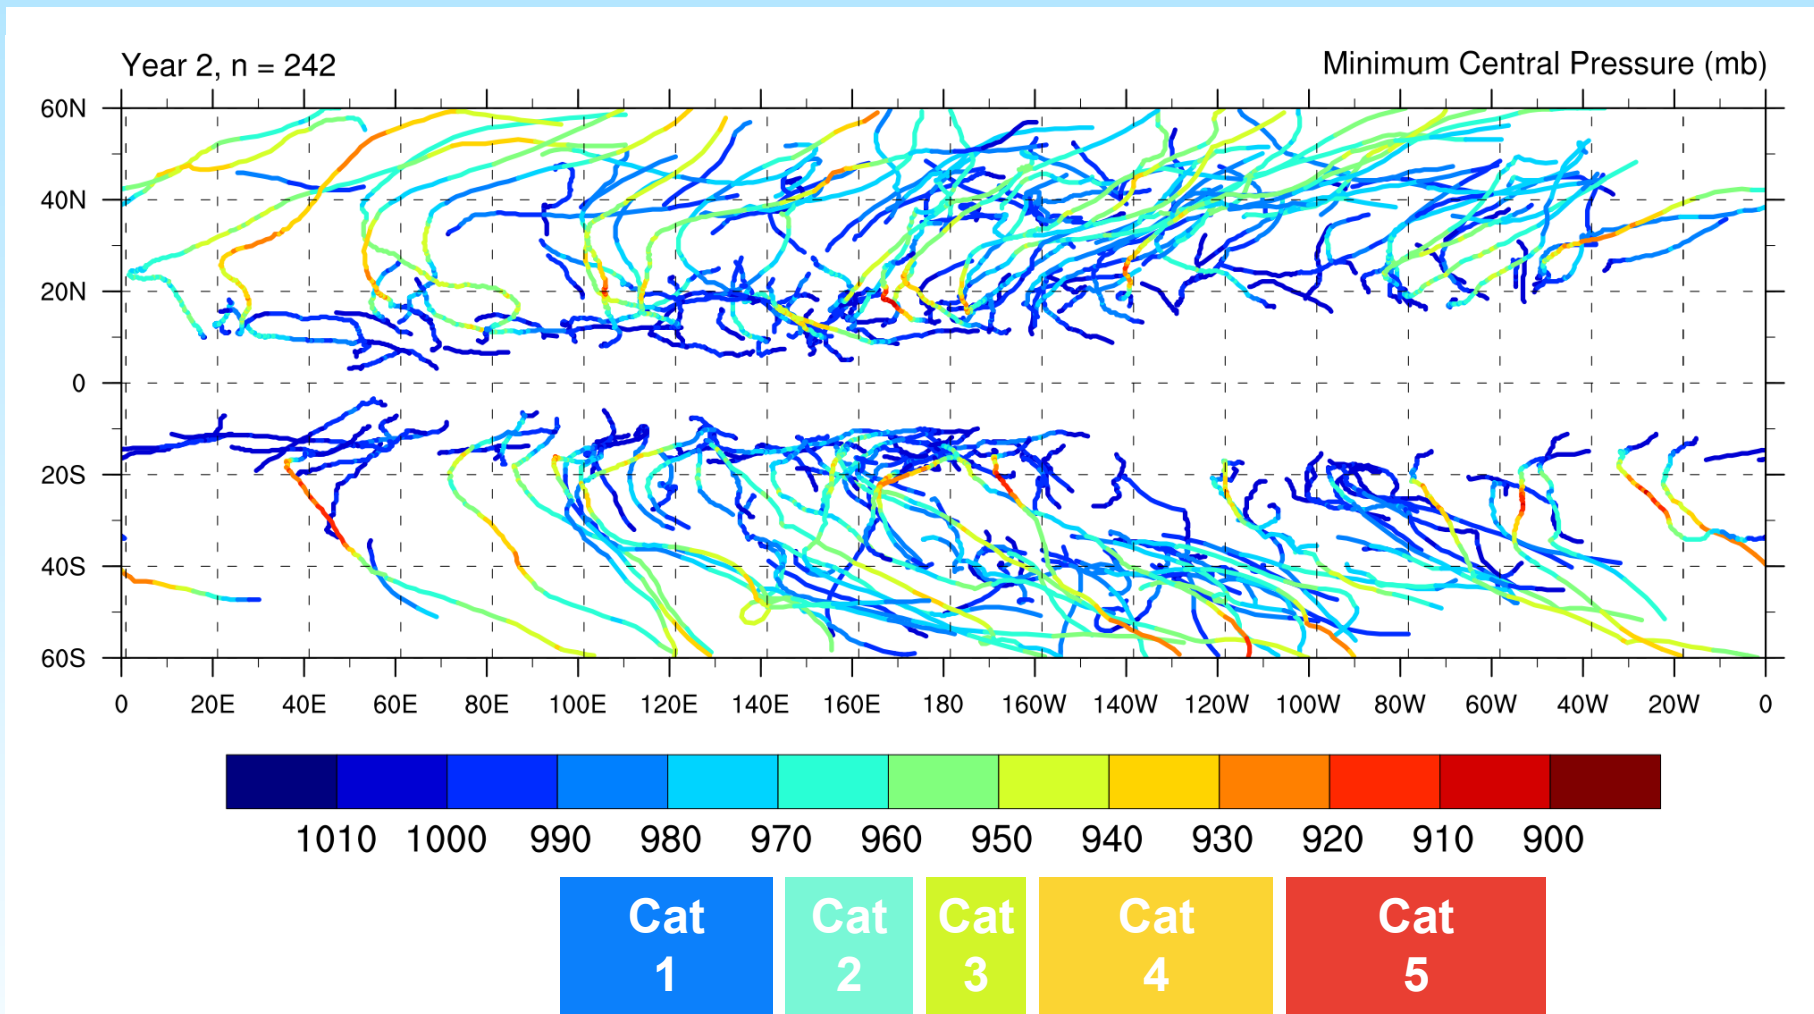 Year 2, n = 242
Minimum Central Pressure (mb)
60N
40N
20N
0
20S
40S
60S
0 20E 40E 60E 80E 100E 120E 140E 160E 180 160W 140W 120W 100W 80W 60W 40W 20W 0
1010 1000 990 980 970 960 950 940 930 920 910 900
Cat 1
Cat 2
Cat 3
Cat 4
Cat 5